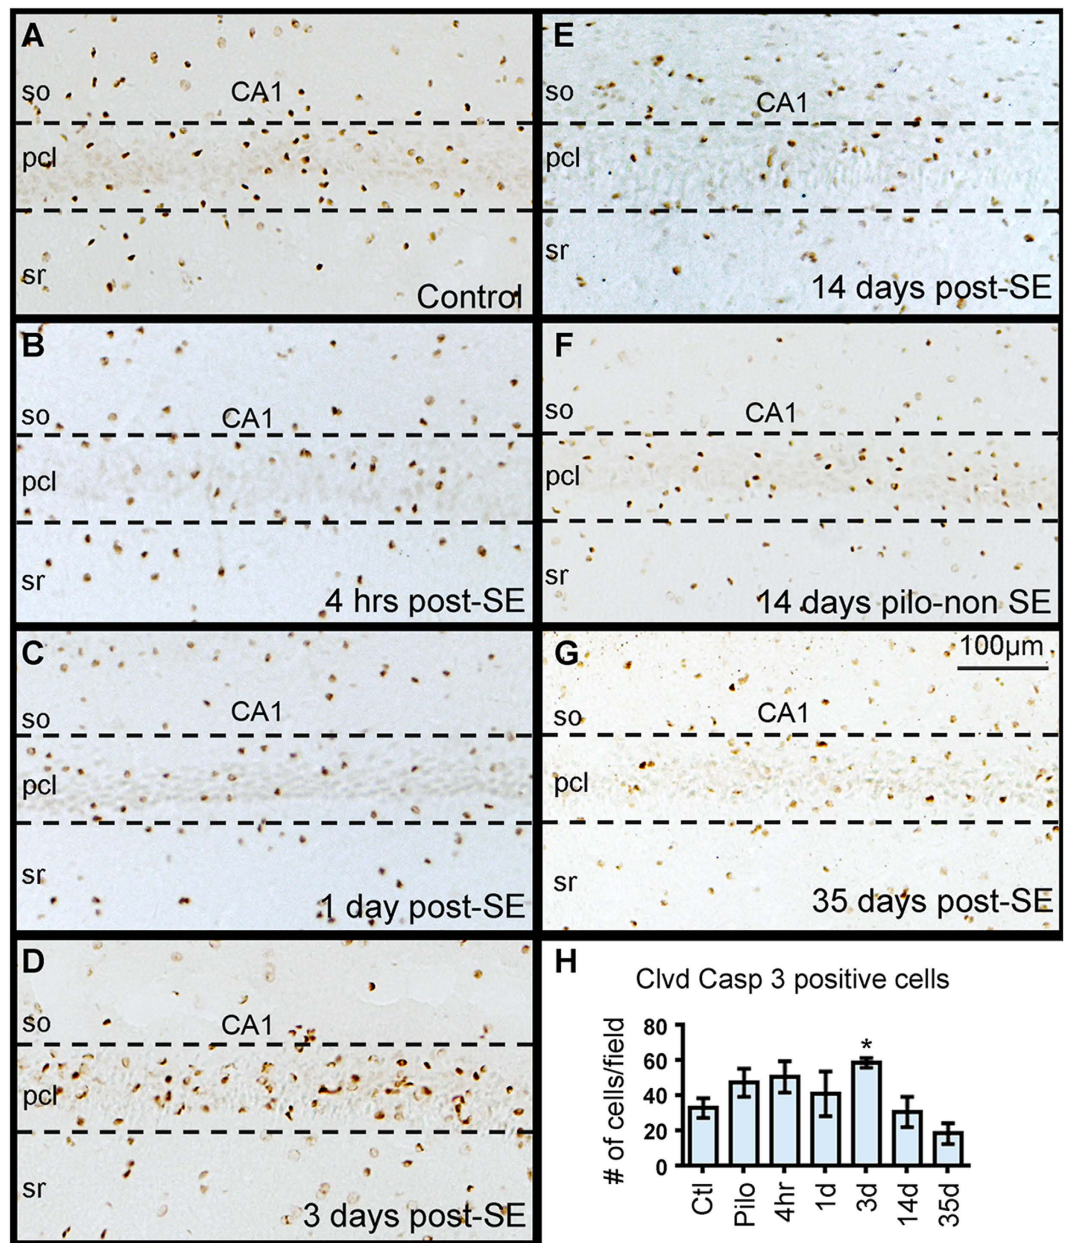 A
so
CA1
pcl
sr
Control
B
so
CA1
pcl
sr
4 hrs post-SE
C
so
CA1
pcl
sr
1 day post-SE
D
so
CA1
pcl
sr
3 days post-SE
E
so
CA1
pcl
sr
14 days post-SE
F
so
CA1
pcl
sr
14 days pilo-non SE
G
100µm
so
CA1
pcl
sr
35 days post-SE
H
Clvd Casp 3 positive cells
# of cells/field
80
60
40
20
0
*
Ctl
Pilo
4hr
1d
3d
14d
35d